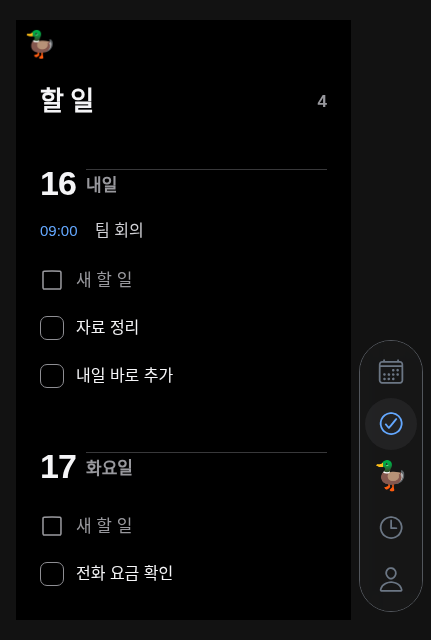 할 일
4
16 내일
09:00 팀 회의
새 할 일
자료 정리
내일 바로 추가
17 화요일
새 할 일
전화 요금 확인